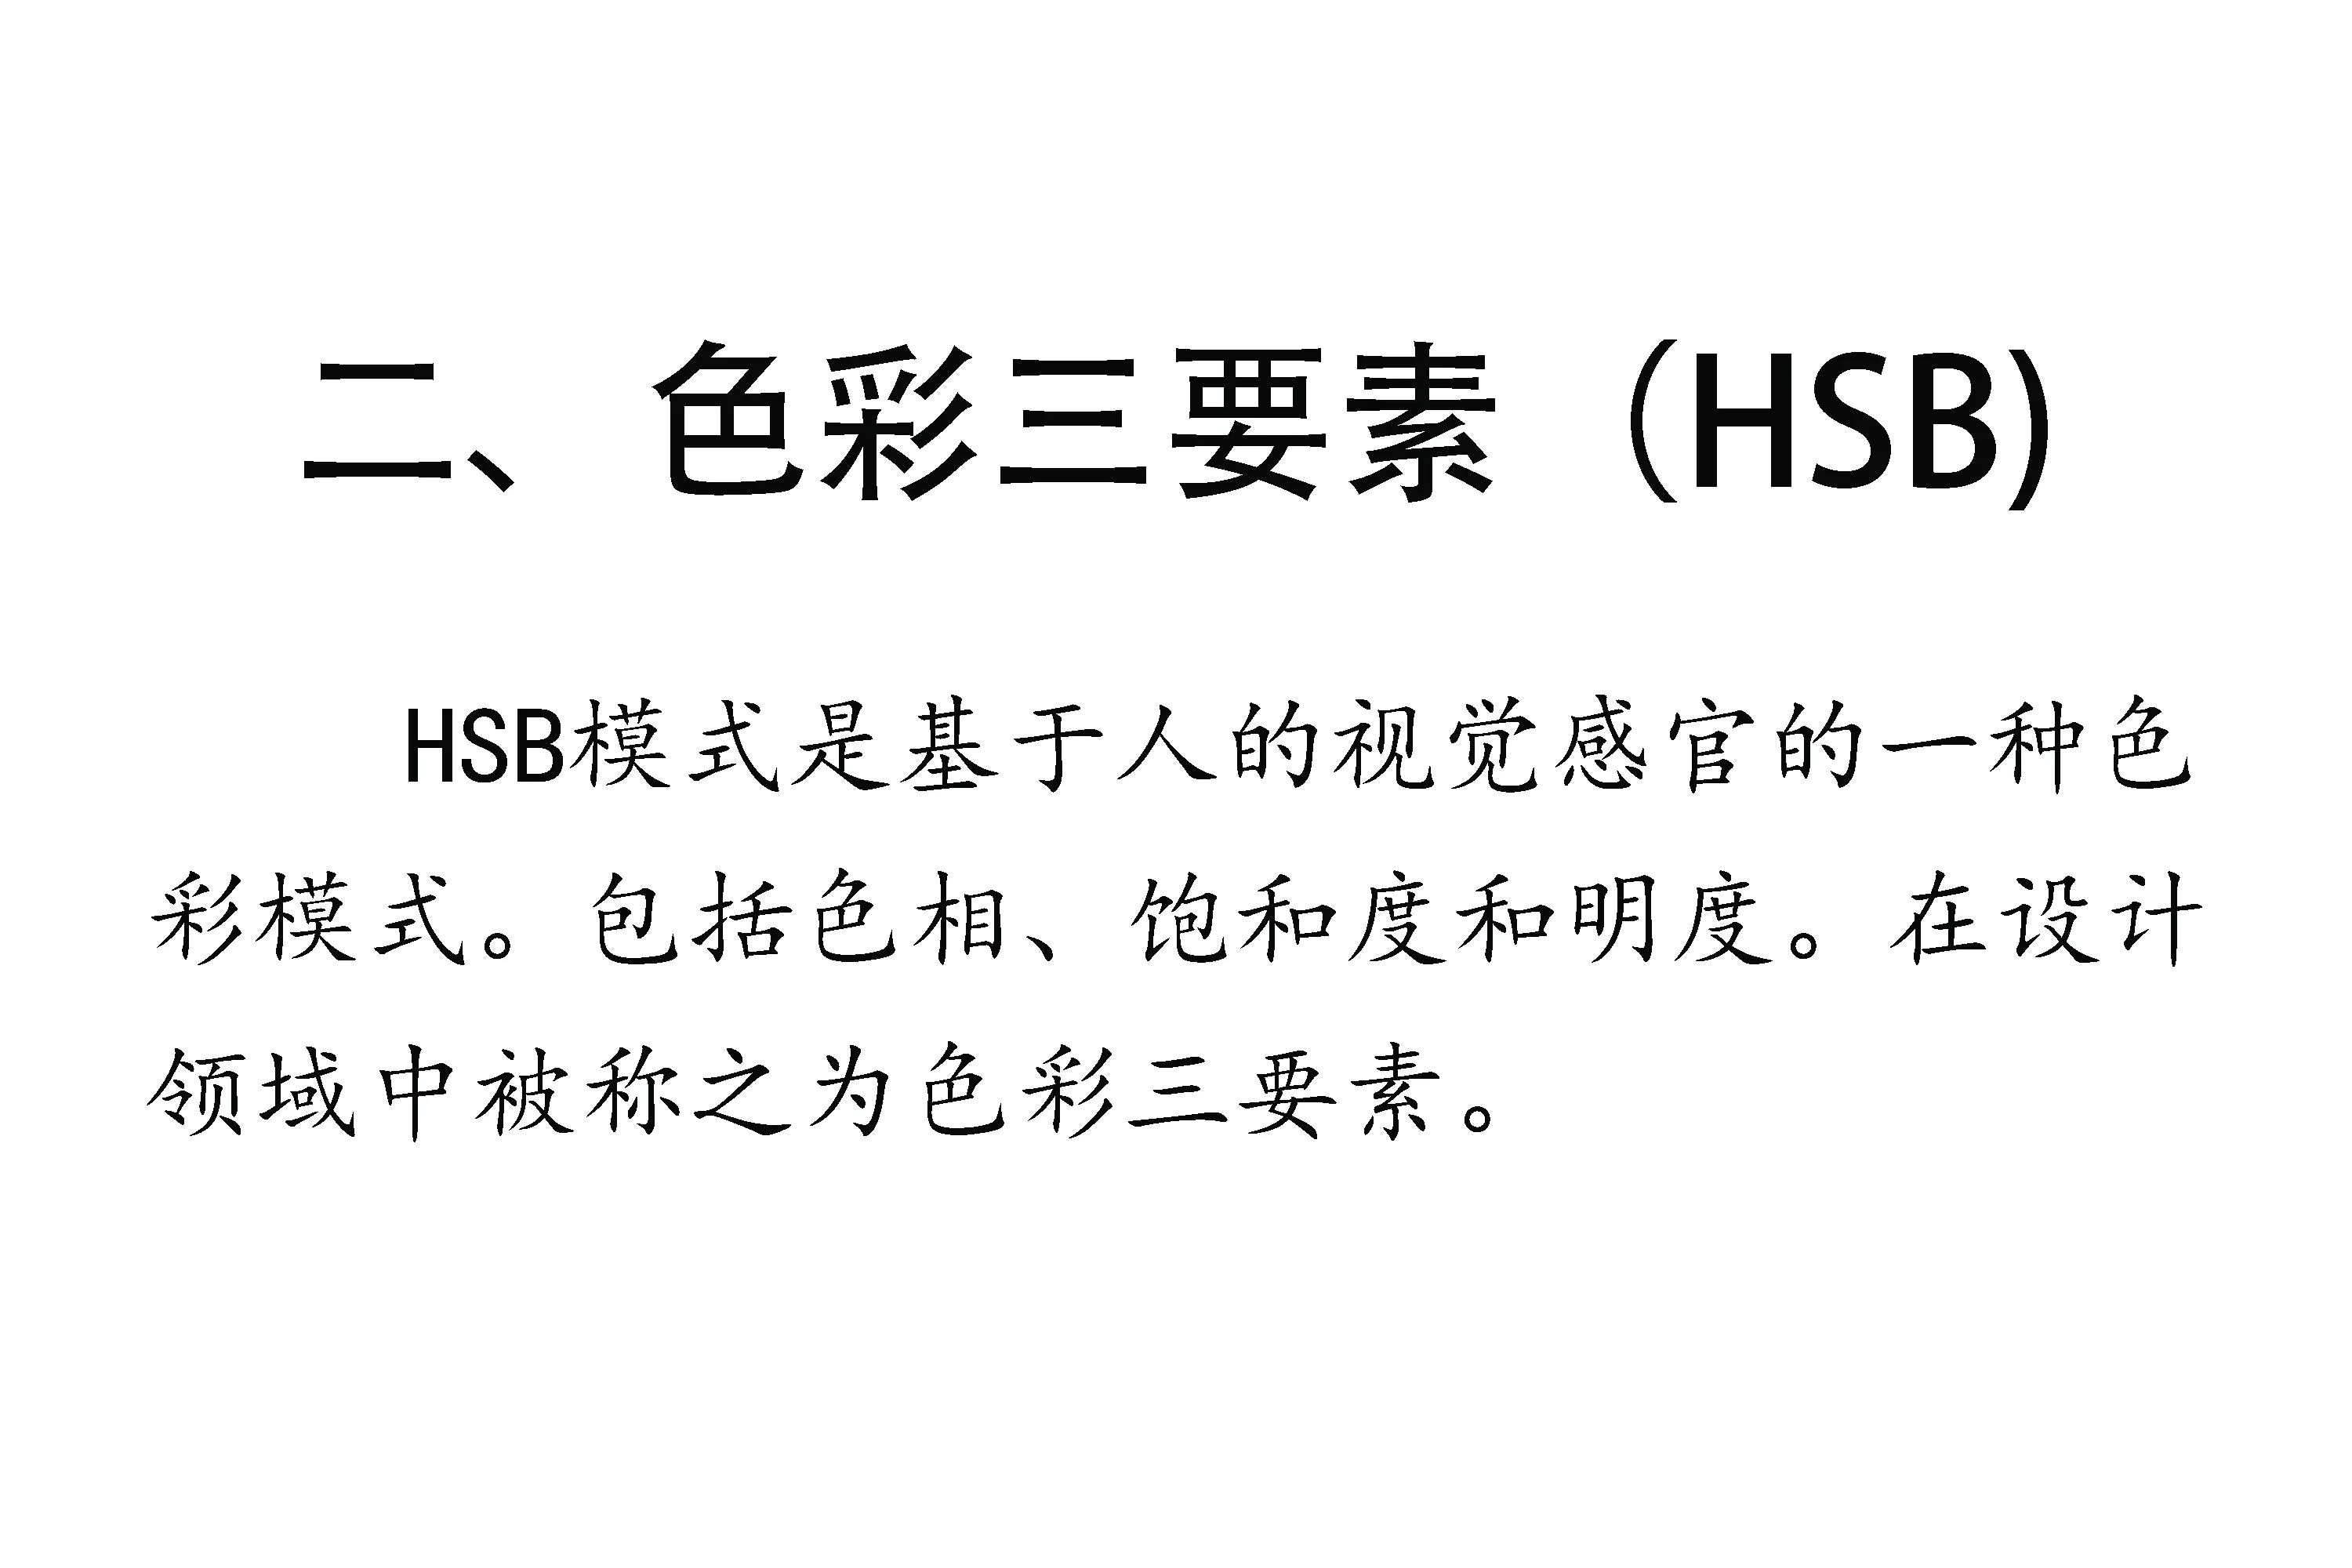 二、 色彩三要素（HSB)
HSB模式是基于人的视觉感官的一种色
彩模式。包括色相、饱和度和明度。在设计
领域中被称之为色彩三要素。